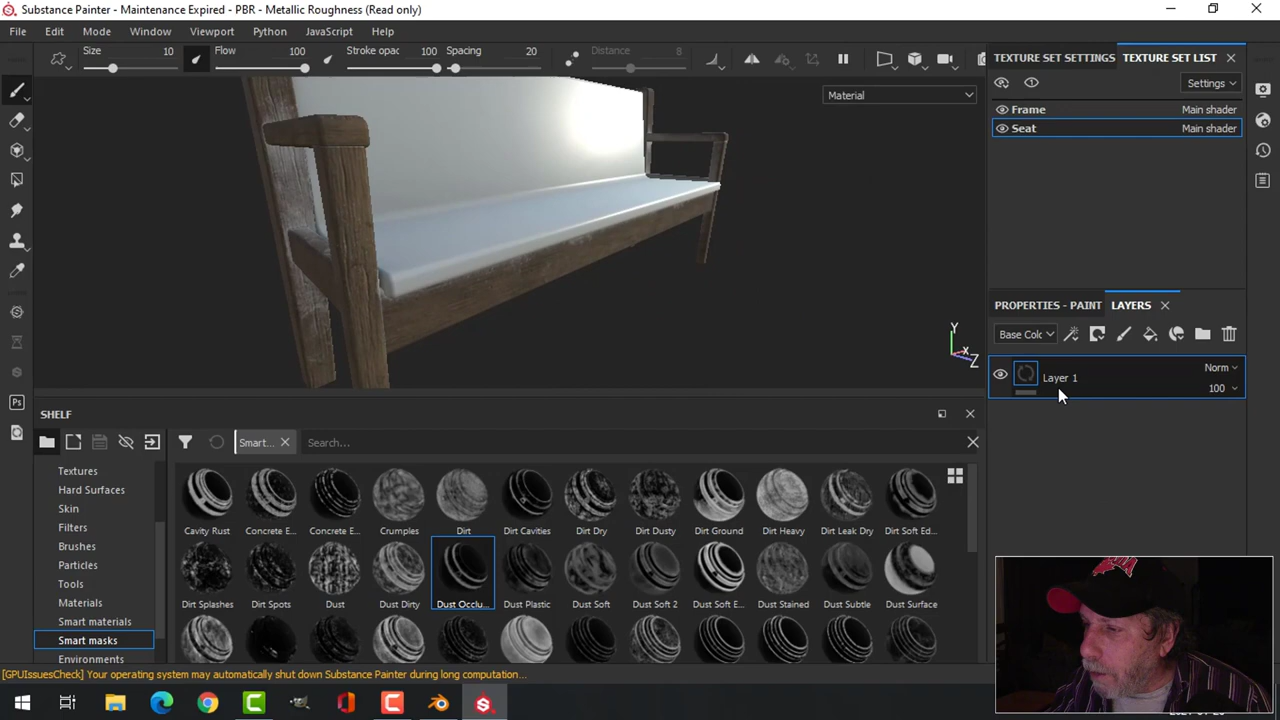 Substance Painter - Maintenance Expired - PBR - Metallic Roughness (Read only)
File Edit Mode Window Viewport Python JavaScript Help
Size 10 Flow 100 Stroke opac 100 Spacing 20 Distance 8
TEXTURE SET SETTINGS TEXTURE SET LIST
Settings
Material
Frame Main shader
Seat Main shader
PROPERTIES - PAINT LAYERS
Base Colc
Norm
Layer 1
100
Y
X
Z
SHELF
Smart...
Search...
Textures
Hard Surfaces
Skin
Filters
Brushes
Particles
Tools
Materials
Smart materials
Smart masks
Environments
Cavity Rust Concrete E... Concrete E... Crumples Dirt Dirt Cavities Dirt Dry Dirt Dusty Dirt Ground Dirt Heavy Dirt Leak Dry Dirt Soft Ed...
Dirt Splashes Dirt Spots Dust Dust Dirty Dust Occlu... Dust Plastic Dust Soft Dust Soft 2 Dust Soft E... Dust Stained Dust Subtle Dust Surface
[GPUIssuesCheck] Your operating system may automatically shut down Substance Painter during long computation...
Ps